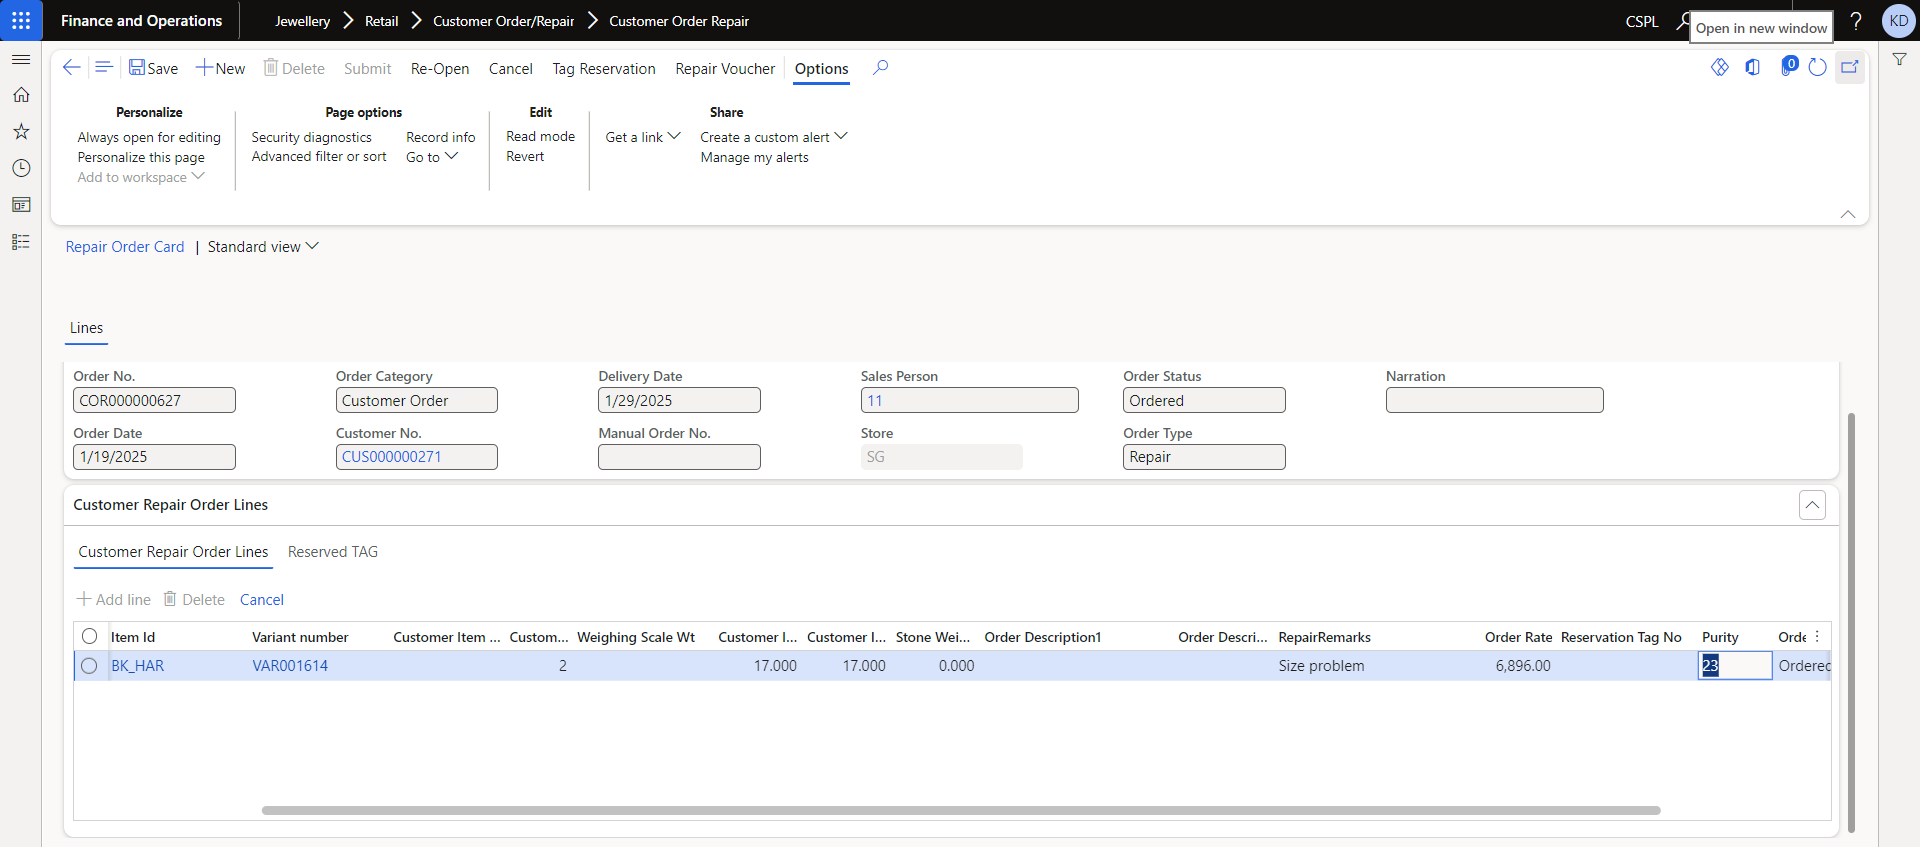 Finance and Operations
Jewellery Retail Customer Order/Repair Customer Order Repair
CSPL
Open in new window
?
KD
Save New Delete Submit Re-Open Cancel Tag Reservation Repair Voucher Options
0
Personalize Page options Edit Share
Always open for editing Security diagnostics Record info Read mode Get a link Create a custom alert
Personalize this page Advanced filter or sort Go to Revert Manage my alerts
Add to workspace
Repair Order Card | Standard view
Lines
Order No. Order Category Delivery Date Sales Person Order Status Narration
COR000000627 Customer Order 1/29/2025 11 Ordered
Order Date Customer No. Manual Order No. Store Order Type
1/19/2025 CUS000000271 SG Repair
Customer Repair Order Lines
Customer Repair Order Lines Reserved TAG
Add line Delete Cancel
Item Id Variant number Customer Item ... Custom... Weighing Scale Wt Customer I... Customer I... Stone Wei... Order Description1 Order Descri... RepairRemarks Order Rate Reservation Tag No Purity Orde
BK_HAR VAR001614 2 17.000 17.000 0.000 Size problem 6,896.00 23 Ordered